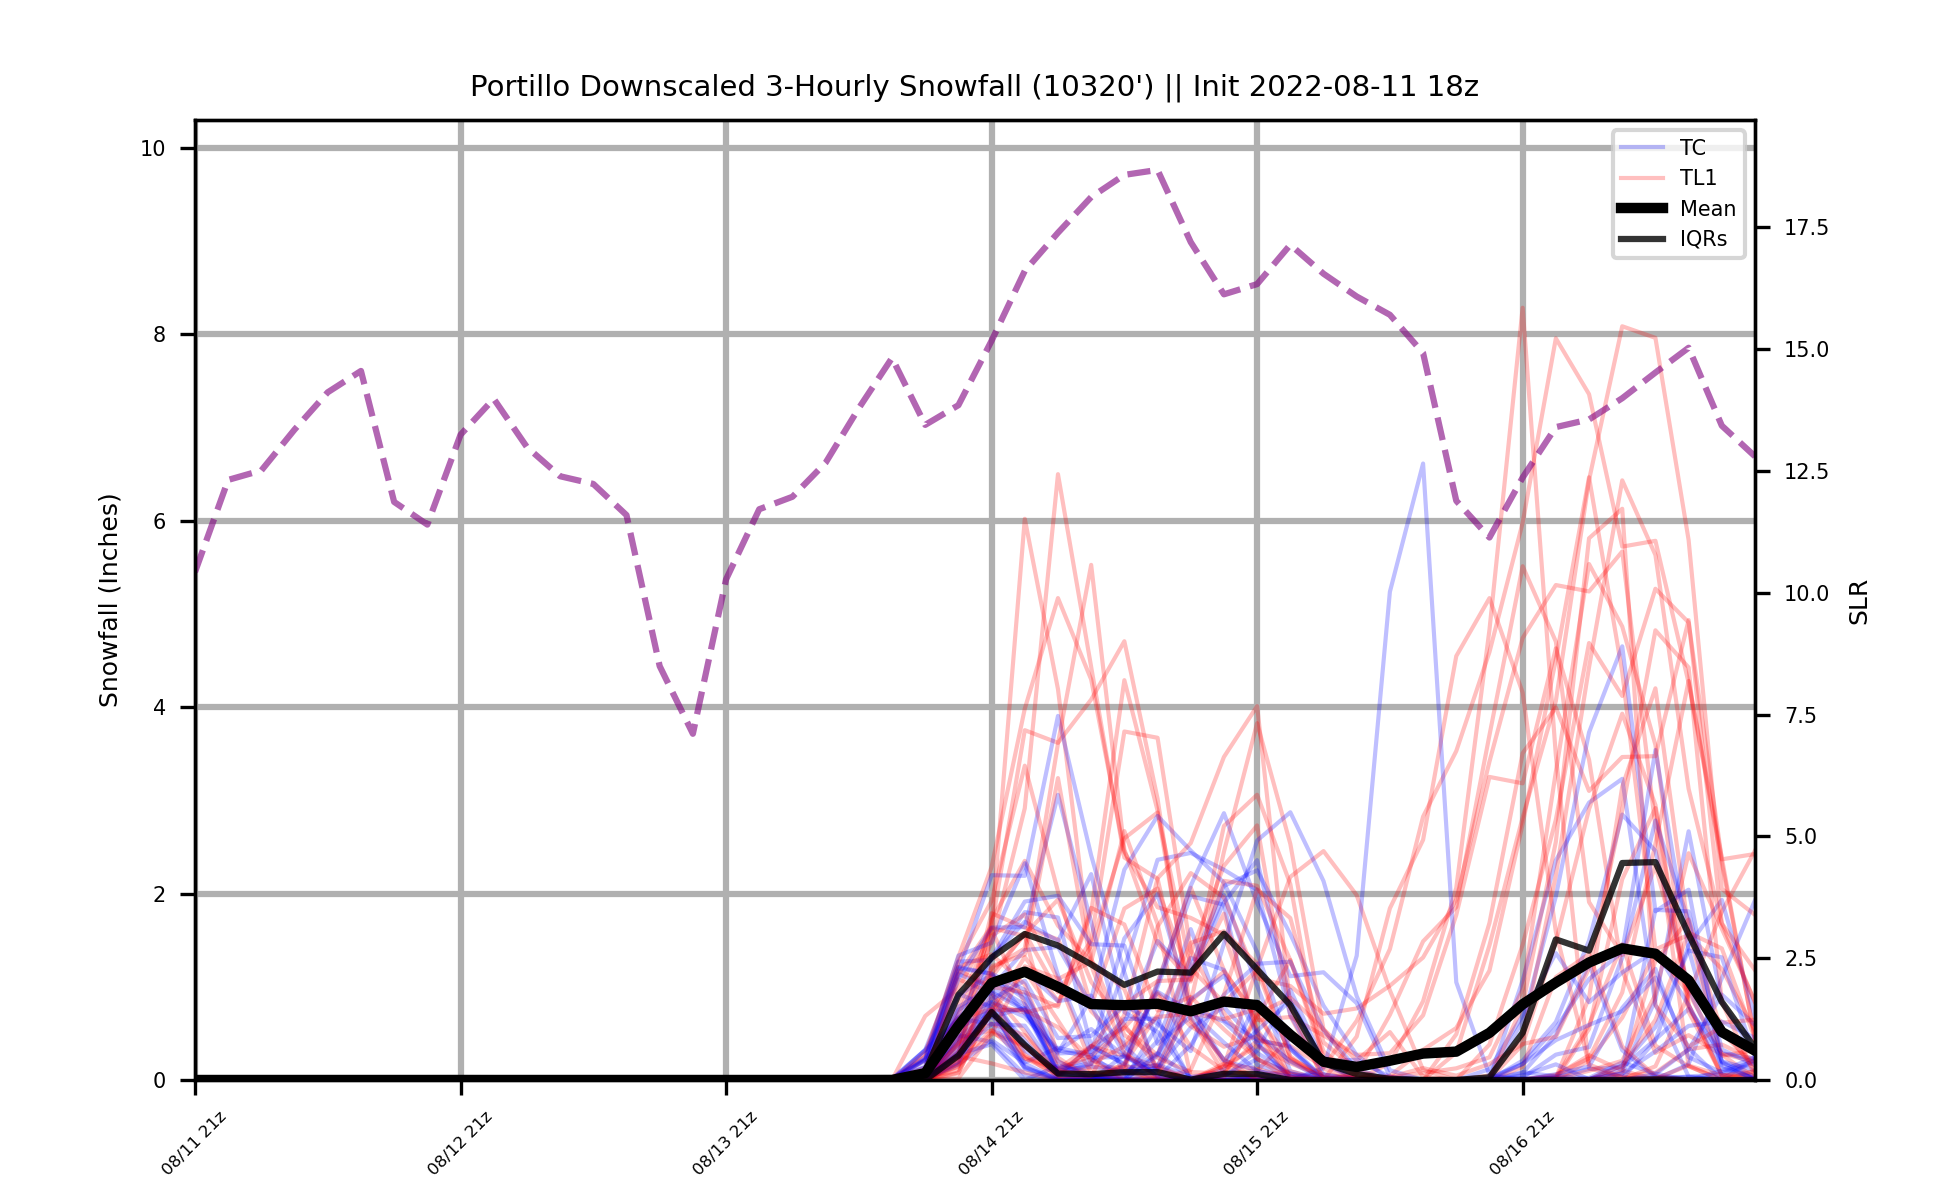 Portillo Downscaled 3-Hourly Snowfall (10320') || Init 2022-08-11 18z
10
8
6
4
2
0
Snowfall (Inches)
TC
TL1
Mean
IQRs
17.5
15.0
12.5
10.0
7.5
5.0
2.5
0.0
SLR
08/11 21z
08/12 21z
08/13 21z
08/14 21z
08/15 21z
08/16 21z